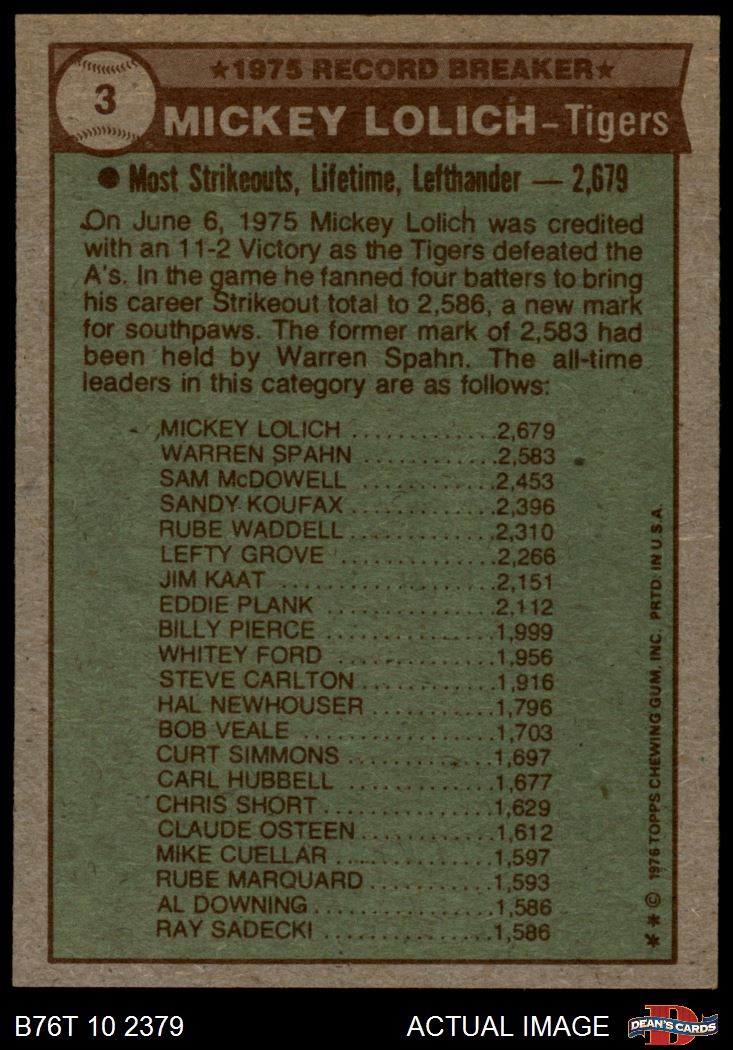 3
★1975 RECORD BREAKER★
MICKEY LOLICH–Tigers
● Most Strikeouts, Lifetime, Lefthander — 2,679
On June 6, 1975 Mickey Lolich was credited
with an 11-2 Victory as the Tigers defeated the
A's. In the game he fanned four batters to bring
his career Strikeout total to 2,586, a new mark
for southpaws. The former mark of 2,583 had
been held by Warren Spahn. The all-time
leaders in this category are as follows:
MICKEY LOLICH ............2,679
WARREN SPAHN ............2,583
SAM McDOWELL ............2,453
SANDY KOUFAX ............2,396
RUBE WADDELL ............2,310
LEFTY GROVE ............2,266
JIM KAAT ............2,151
EDDIE PLANK ............2,112
BILLY PIERCE ............1,999
WHITEY FORD ............1,956
STEVE CARLTON ............1,916
HAL NEWHOUSER ............1,796
BOB VEALE ............1,703
CURT SIMMONS ............1,697
CARL HUBBELL ............1,677
CHRIS SHORT ............1,629
CLAUDE OSTEEN ............1,612
MIKE CUELLAR ............1,597
RUBE MARQUARD ............1,593
AL DOWNING ............1,586
RAY SADECKI ............1,586
✶✶© 1976 TOPPS CHEWING GUM, INC. PRTD. IN U.S.A.
B76T 10 2379 ACTUAL IMAGE
D
DEAN'S CARDS